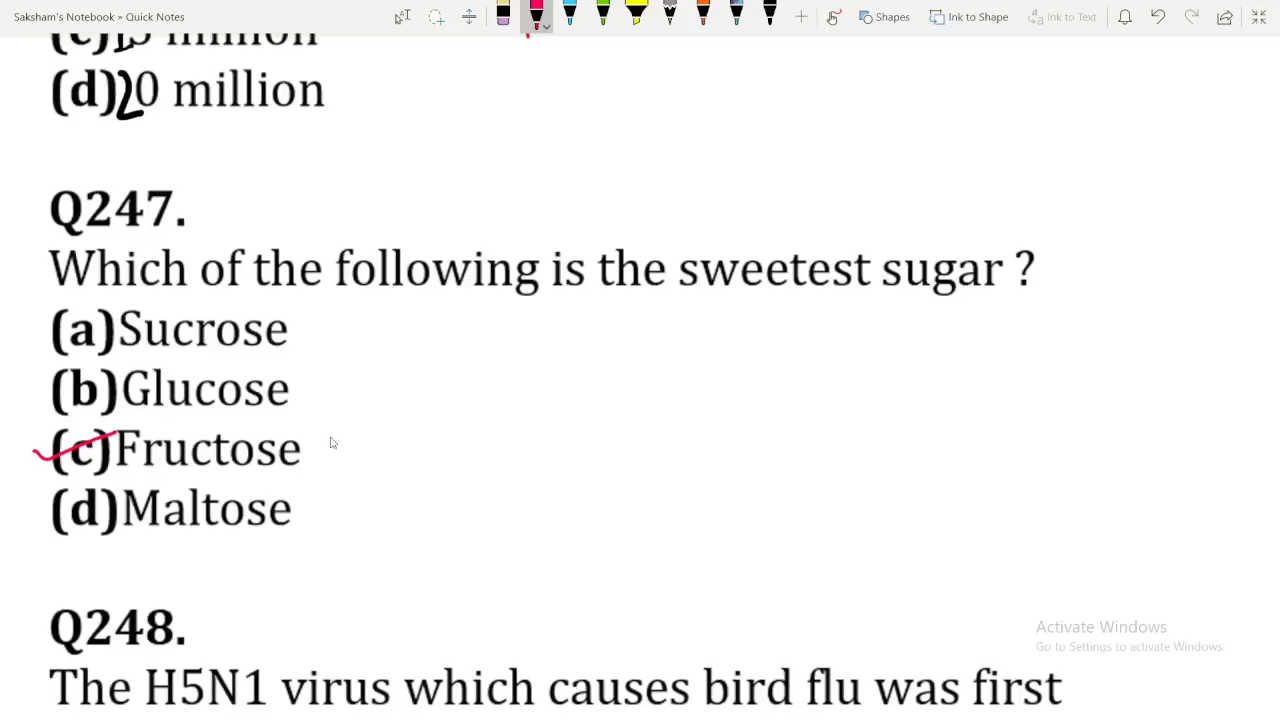 Saksham's Notebook » Quick Notes
Shapes
Ink to Shape
Ink to Text
million
(d)20 million
Q247.
Which of the following is the sweetest sugar ?
(a)Sucrose
(b)Glucose
(c)Fructose
(d)Maltose
Q248.
The H5N1 virus which causes bird flu was first
Activate Windows
Go to Settings to activate Windows.